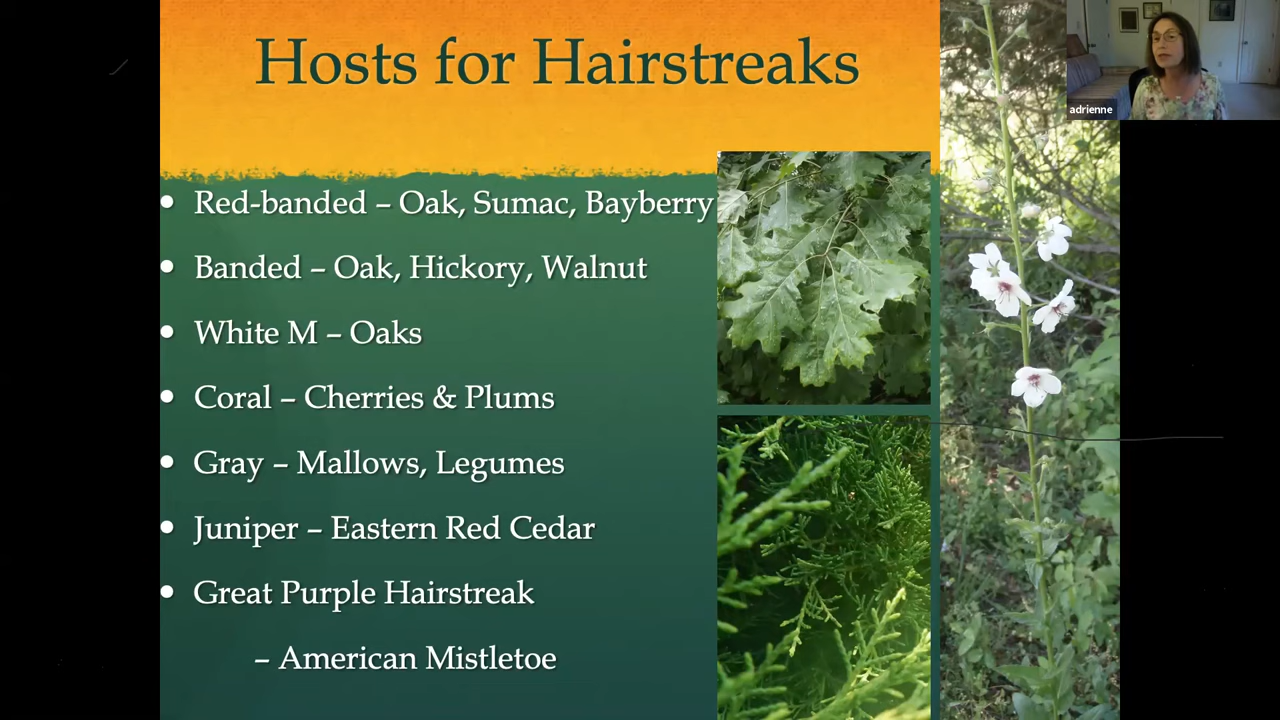 Hosts for Hairstreaks
adrienne
• Red-banded – Oak, Sumac, Bayberry
• Banded – Oak, Hickory, Walnut
• White M – Oaks
• Coral – Cherries & Plums
• Gray – Mallows, Legumes
• Juniper – Eastern Red Cedar
• Great Purple Hairstreak
– American Mistletoe